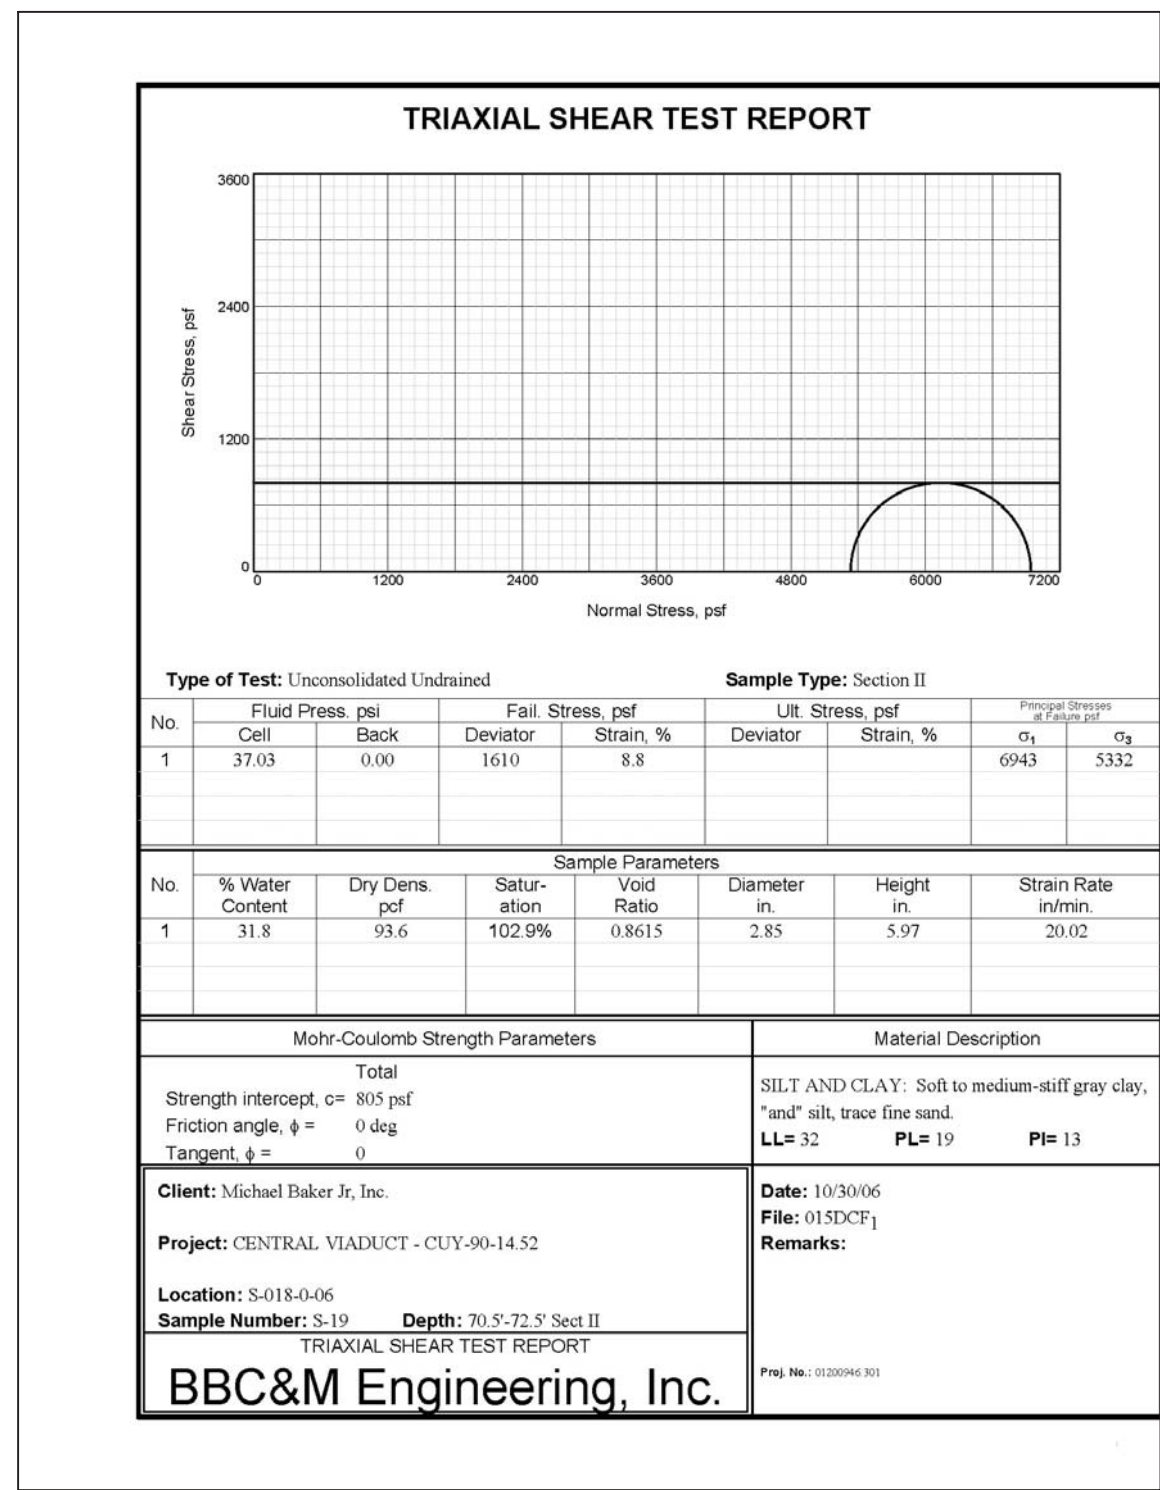 TRIAXIAL SHEAR TEST REPORT
3600
2400
1200
0
Shear Stress, psf
0 1200 2400 3600 4800 6000 7200
Normal Stress, psf
Type of Test: Unconsolidated Undrained Sample Type: Section II
No. Fluid Press. psi Fail. Stress, psf Ult. Stress, psf Principal Stresses at Failure psf
Cell Back Deviator Strain, % Deviator Strain, % σ1 σ3
1 37.03 0.00 1610 8.8 6943 5332
Sample Parameters
No. % Water Content Dry Dens. pcf Satur-ation Void Ratio Diameter in. Height in. Strain Rate in/min.
1 31.8 93.6 102.9% 0.8615 2.85 5.97 20.02
Mohr-Coulomb Strength Parameters
Total
Strength intercept, c= 805 psf
Friction angle, ϕ = 0 deg
Tangent, ϕ = 0
Material Description
SILT AND CLAY: Soft to medium-stiff gray clay,
"and" silt, trace fine sand.
LL= 32 PL= 19 PI= 13
Client: Michael Baker Jr, Inc.
Project: CENTRAL VIADUCT - CUY-90-14.52
Location: S-018-0-06
Sample Number: S-19 Depth: 70.5'-72.5' Sect II
TRIAXIAL SHEAR TEST REPORT
BBC&M Engineering, Inc.
Date: 10/30/06
File: 015DCF1
Remarks:
Proj. No.: 01200946.301